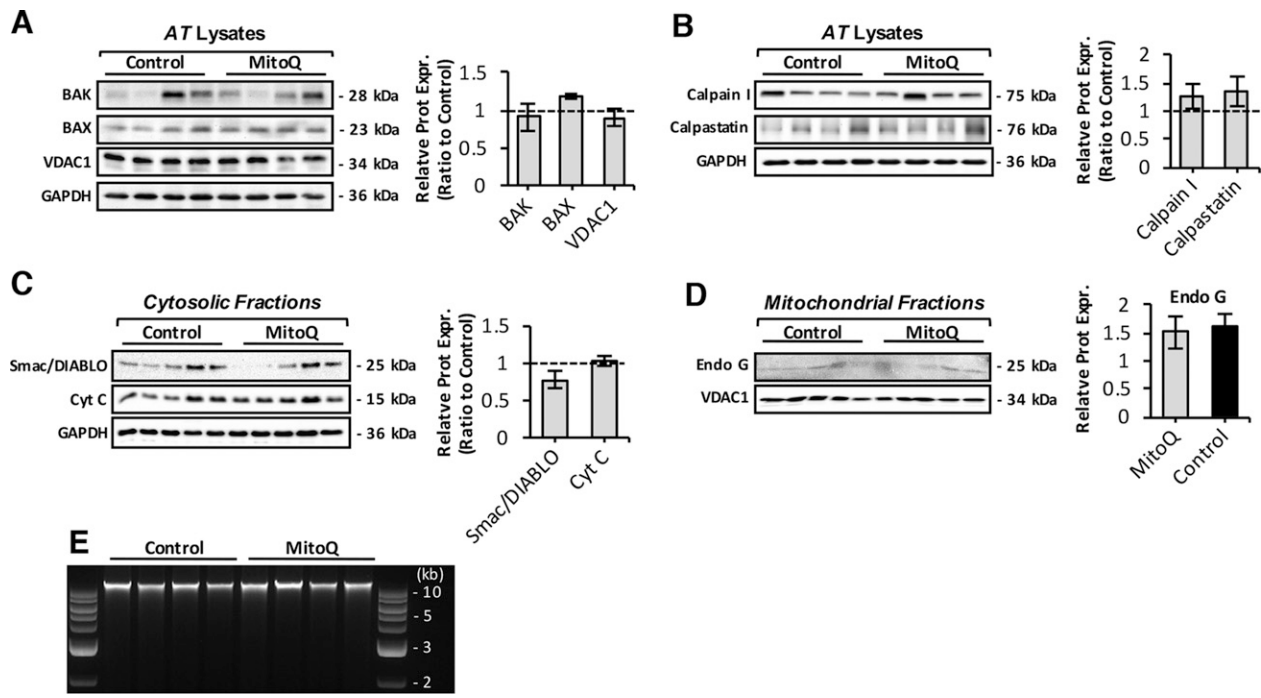 A
AT Lysates
Control MitoQ
BAK - 28 kDa
BAX - 23 kDa
VDAC1 - 34 kDa
GAPDH - 36 kDa
Relatve Prot Expr.
(Ratio to Control)
1.5
1
0.5
0
BAK BAX VDAC1
B
AT Lysates
Control MitoQ
Calpain I - 75 kDa
Calpastatin - 76 kDa
GAPDH - 36 kDa
Relatve Prot Expr.
(Ratio to Control)
2
1.5
1
0.5
0
Calpain I Calpastatin
C
Cytosolic Fractions
Control MitoQ
Smac/DIABLO - 25 kDa
Cyt C - 15 kDa
GAPDH - 36 kDa
Relatve Prot Expr.
(Ratio to Control)
1.5
1
0.5
0
Smac/DIABLO Cyt C
D
Mitochondrial Fractions
Control MitoQ
Endo G - 25 kDa
VDAC1 - 34 kDa
Relatve Prot Expr.
(Ratio to Control)
Endo G
2
1.5
1
0.5
0
MitoQ Control
E
Control MitoQ
(kb)
- 10
- 5
- 3
- 2